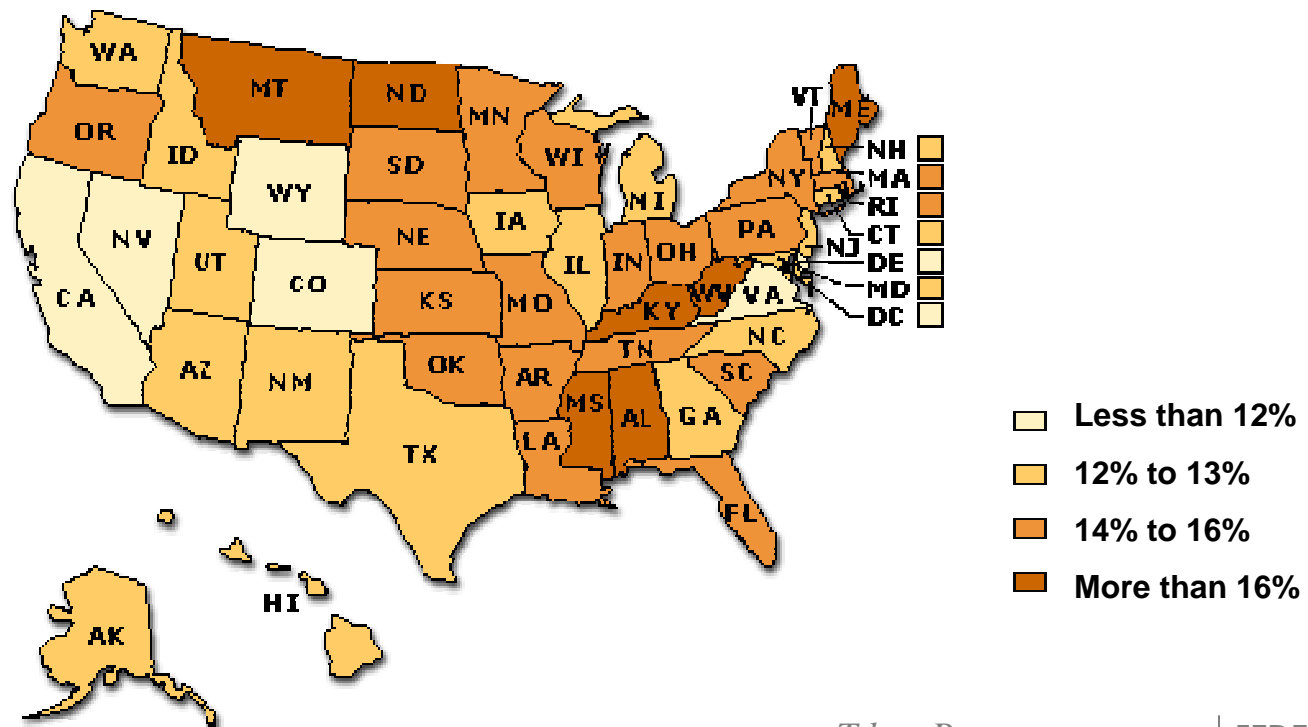 WA
MT
ND
MN
VT
ME
OR
ID
SD
WI
NH
WY
MI
NY
MA
RI
NV
UT
NE
IA
PA
CT
NJ
DE
CA
CO
IL
IN
OH
MD
KS
MO
WV
VA
DC
KY
AZ
NM
OK
AR
TN
NC
SC
MS
AL
GA
TX
LA
FL
HI
AK
Less than 12%
12% to 13%
14% to 16%
More than 16%